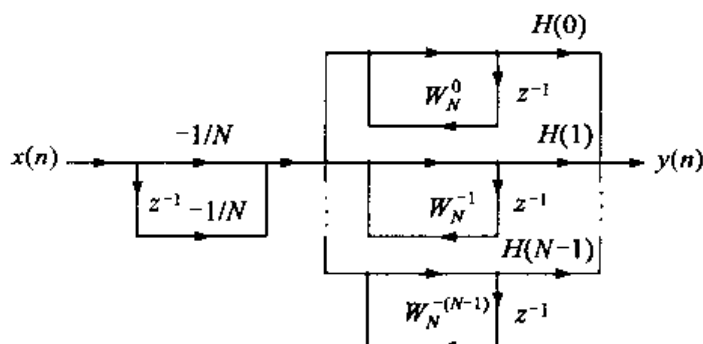 H(0)
W_N^0 z^{-1}
-1/N H(1)
x(n) y(n)
z^{-1} -1/N W_N^{-1} z^{-1}
H(N-1)
W_N^{-(N-1)} z^{-1}